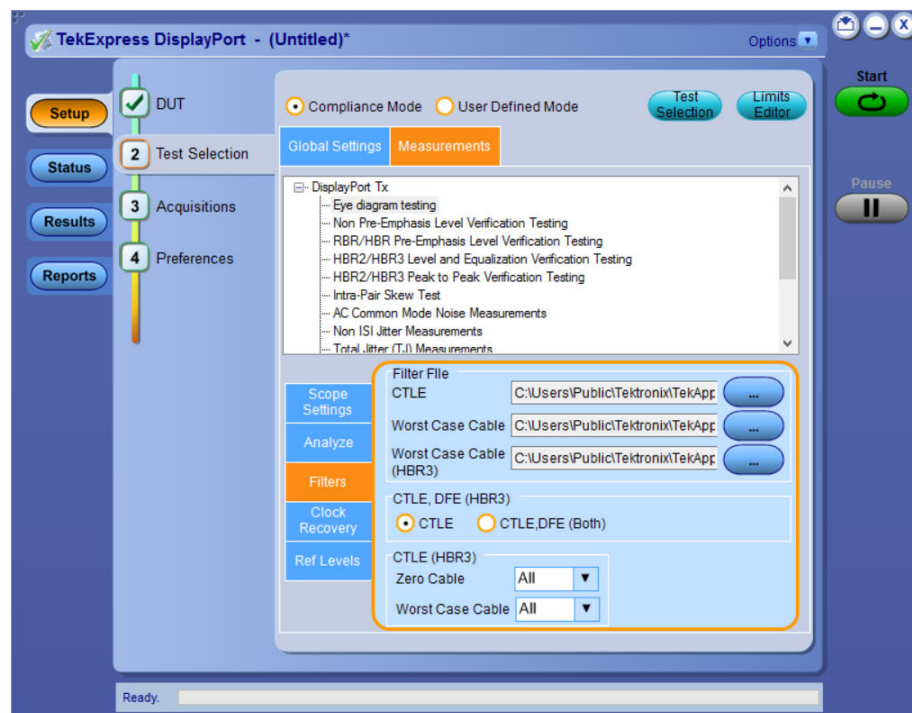 TekExpress DisplayPort - (Untitled)*
Options
Start
Pause
Setup
Status
Results
Reports
DUT
2 Test Selection
3 Acquisitions
4 Preferences
Compliance Mode User Defined Mode
Test Selection
Limits Editor
Global Settings Measurements
DisplayPort Tx
Eye diagram testing
Non Pre-Emphasis Level Verification Testing
RBR/HBR Pre-Emphasis Level Verification Testing
HBR2/HBR3 Level and Equalization Verification Testing
HBR2/HBR3 Peak to Peak Verification Testing
Intra-Pair Skew Test
AC Common Mode Noise Measurements
Non ISI Jitter Measurements
Total Jitter (TJ) Measurements
Scope Settings
Analyze
Filters
Clock Recovery
Ref Levels
Filter FIle
CTLE C:\Users\Public\Tektronix\TekApp ...
Worst Case Cable C:\Users\Public\Tektronix\TekApp ...
Worst Case Cable (HBR3) C:\Users\Public\Tektronix\TekApp ...
CTLE, DFE (HBR3)
CTLE CTLE,DFE (Both)
CTLE (HBR3)
Zero Cable All
Worst Case Cable All
Ready.